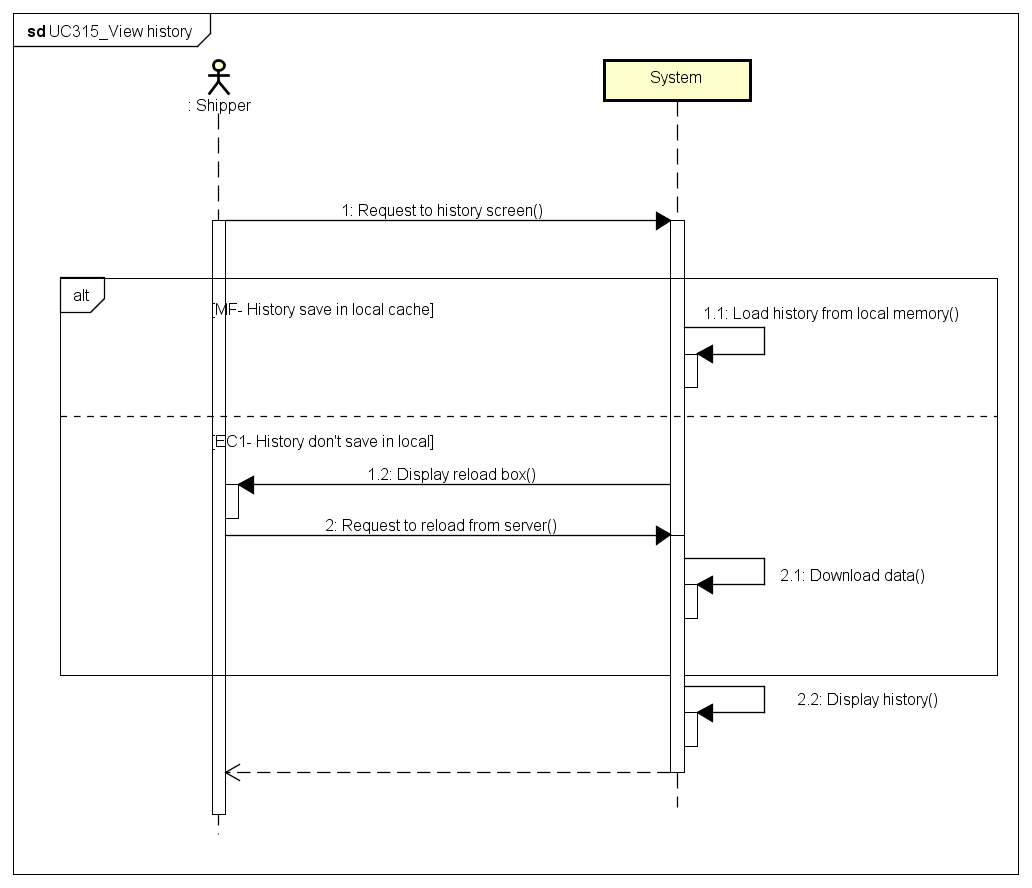 sd UC315_View history
: Shipper
System
1: Request to history screen()
alt
[MF- History save in local cache]
1.1: Load history from local memory()
[EC1- History don't save in local]
1.2: Display reload box()
2: Request to reload from server()
2.1: Download data()
2.2: Display history()